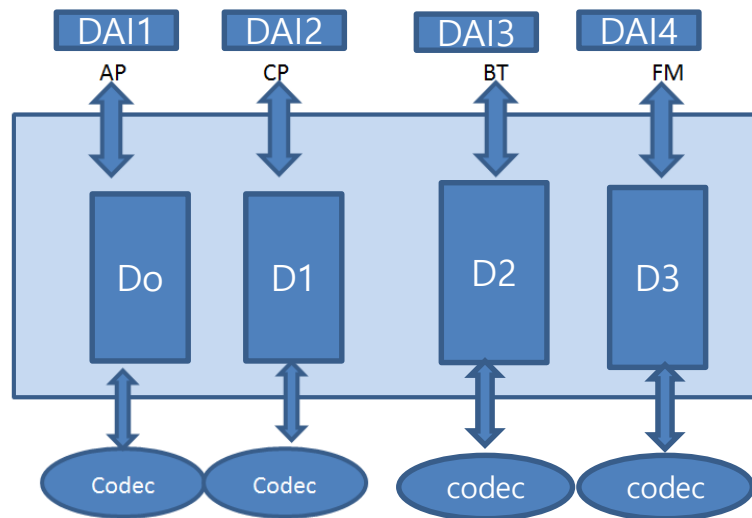 DAI1 DAI2 DAI3 DAI4
AP CP BT FM
Do D1 D2 D3
Codec Codec codec codec